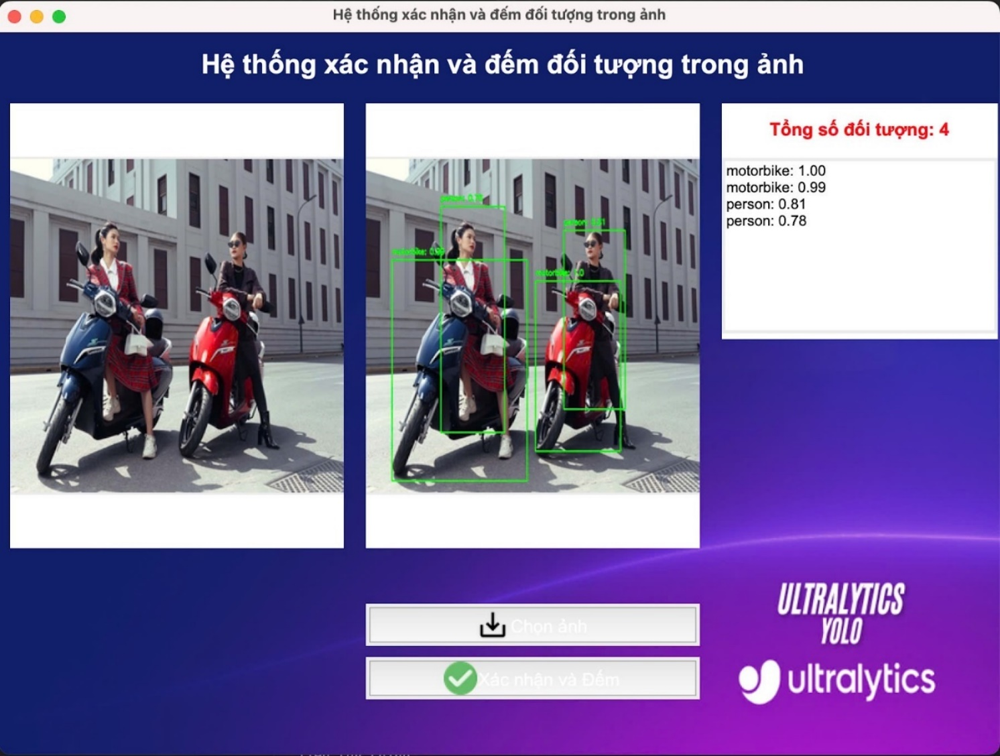 Hệ thống xác nhận và đếm đối tượng trong ảnh
Hệ thống xác nhận và đếm đối tượng trong ảnh
Tổng số đối tượng: 4
motorbike: 1.00
motorbike: 0.99
person: 0.81
person: 0.78
person: 0.78
person: 0.81
motorbike: 0.99
motorbike: 1.0
Chọn ảnh
Xác nhận và Đếm
ULTRALYTICS
YOLO
ultralytics